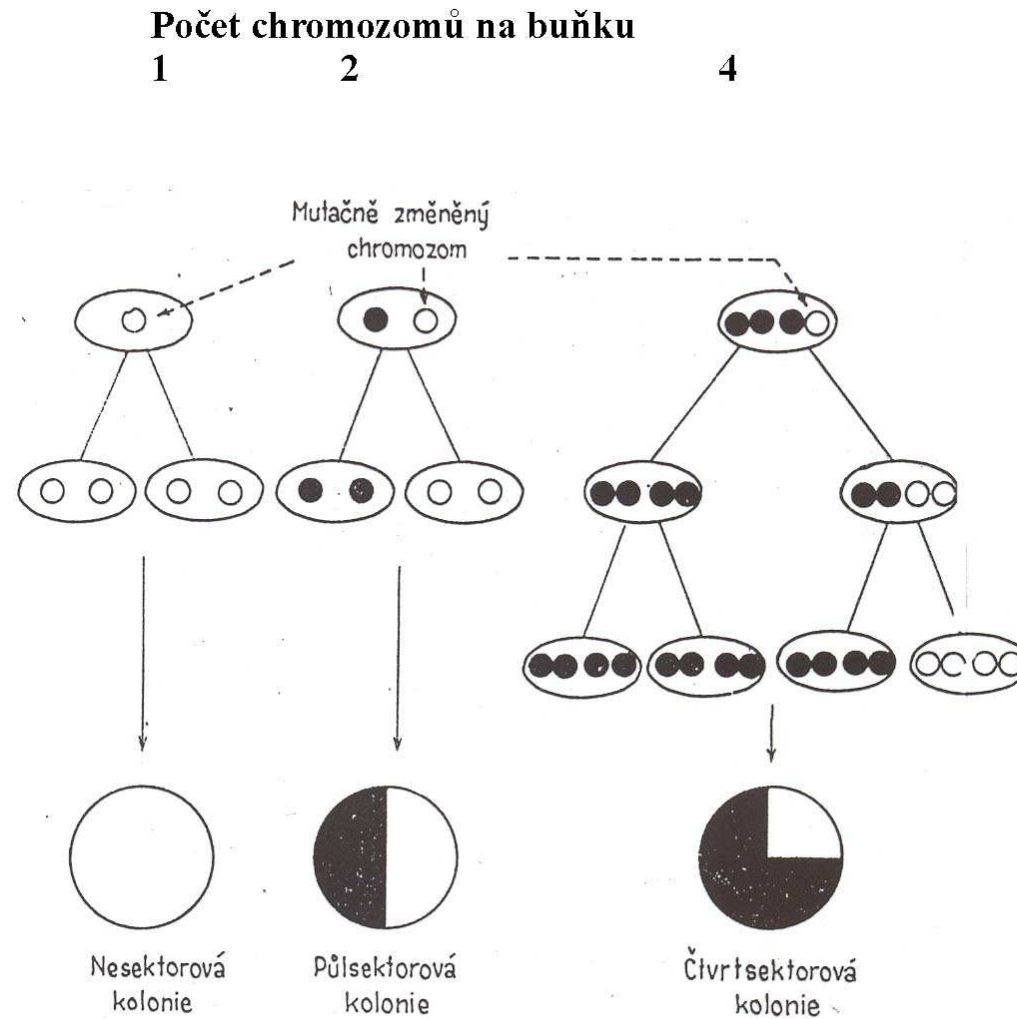 Počet chromozomů na buňku
1 2 4
Mutačně změněný
chromozom
Nesektorová
kolonie
Půlsektorová
kolonie
Čtvrtsektorová
kolonie